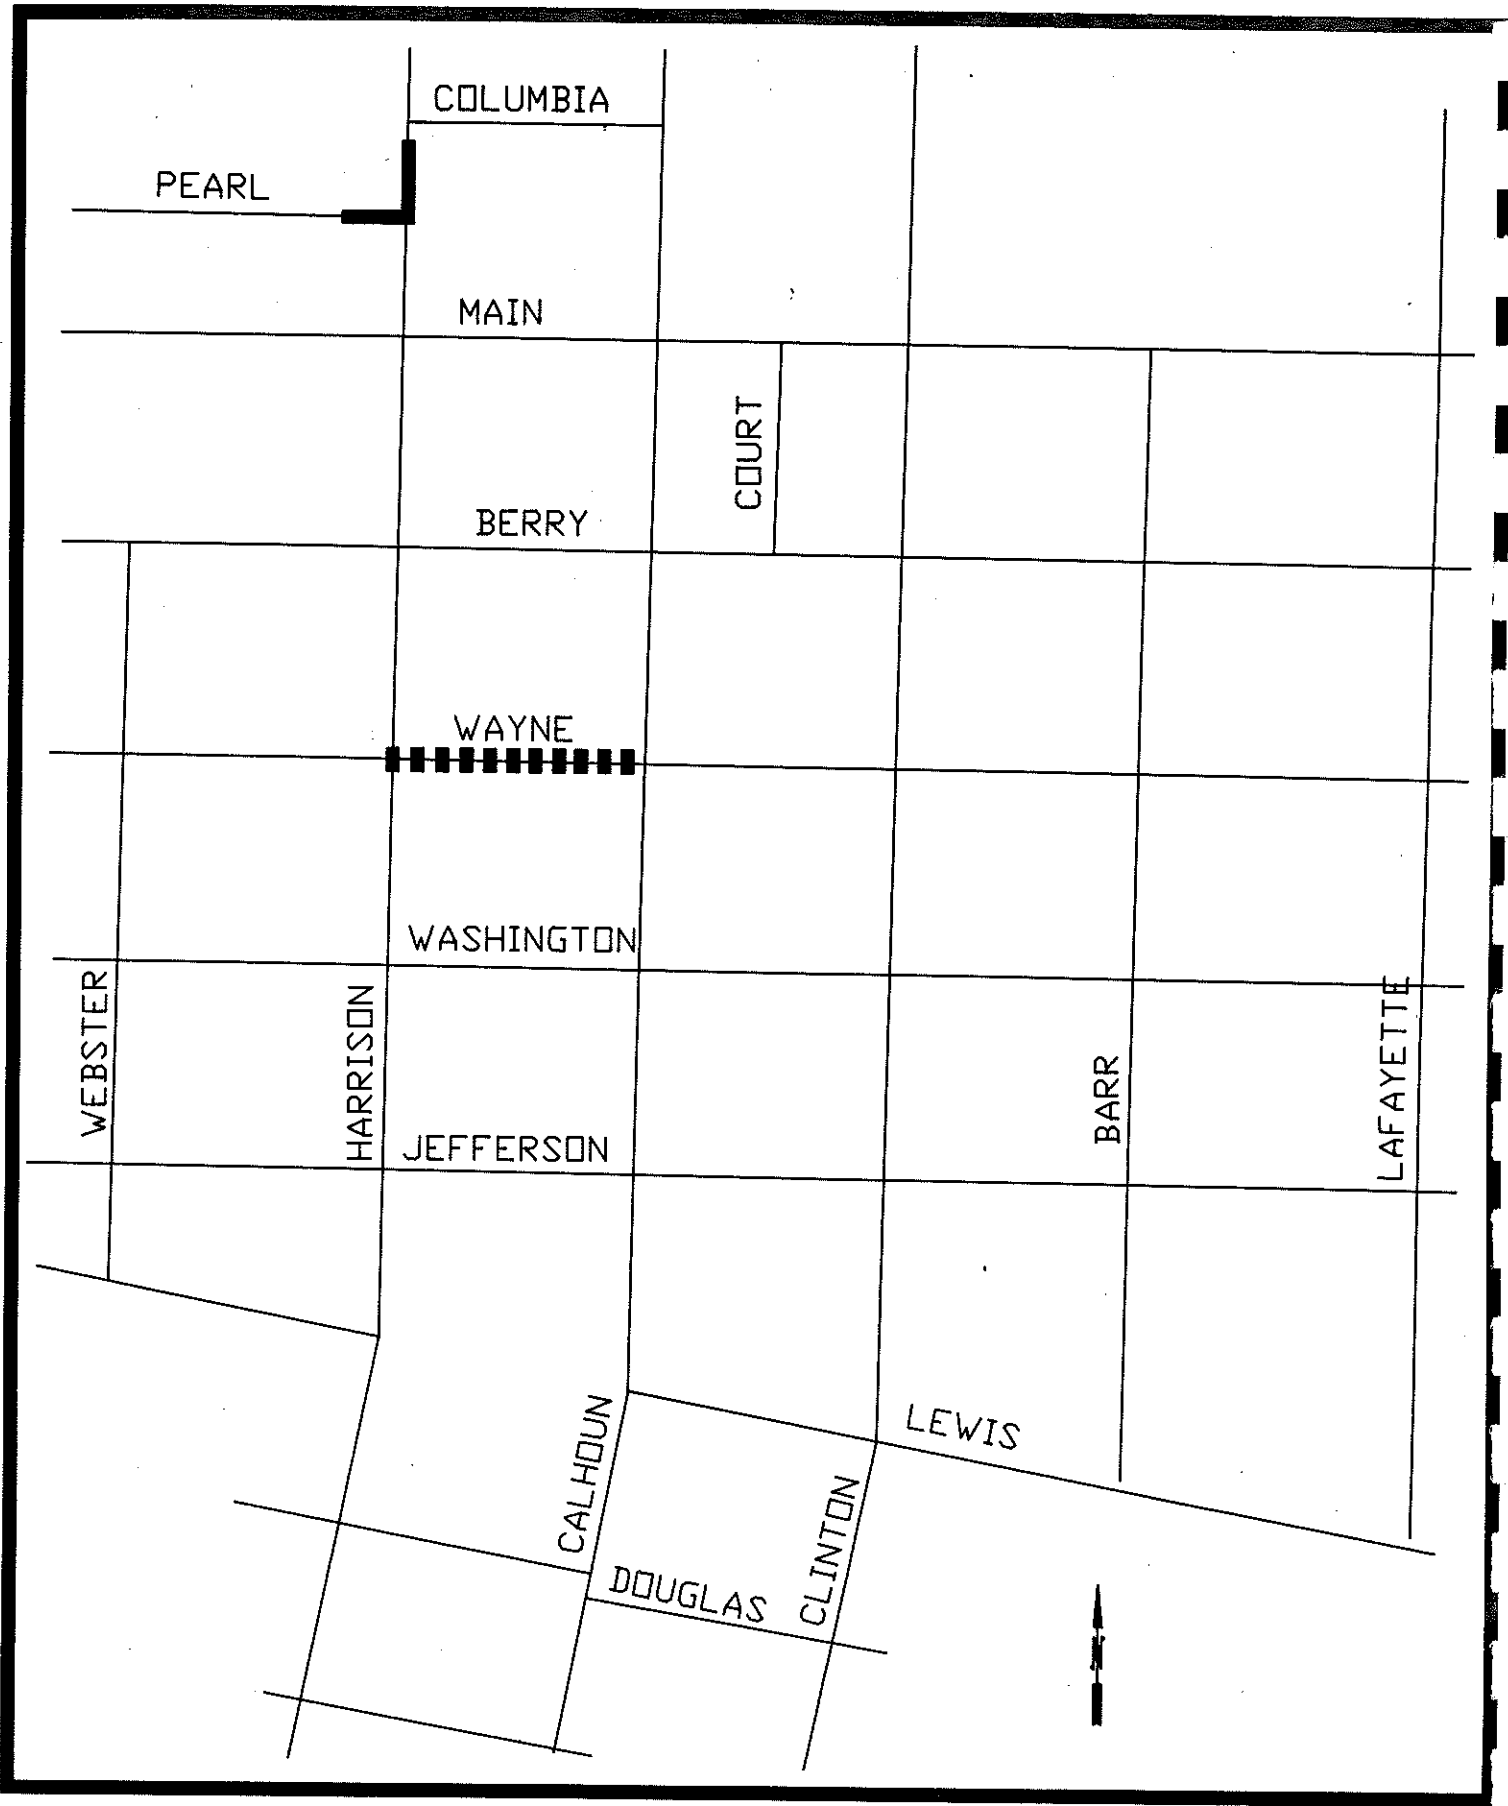 COLUMBIA
PEARL
MAIN
COURT
BERRY
WAYNE
WASHINGTON
WEBSTER
HARRISON
BARR
LAFAYETTE
JEFFERSON
CALHOUN
LEWIS
CLINTON
DOUGLAS